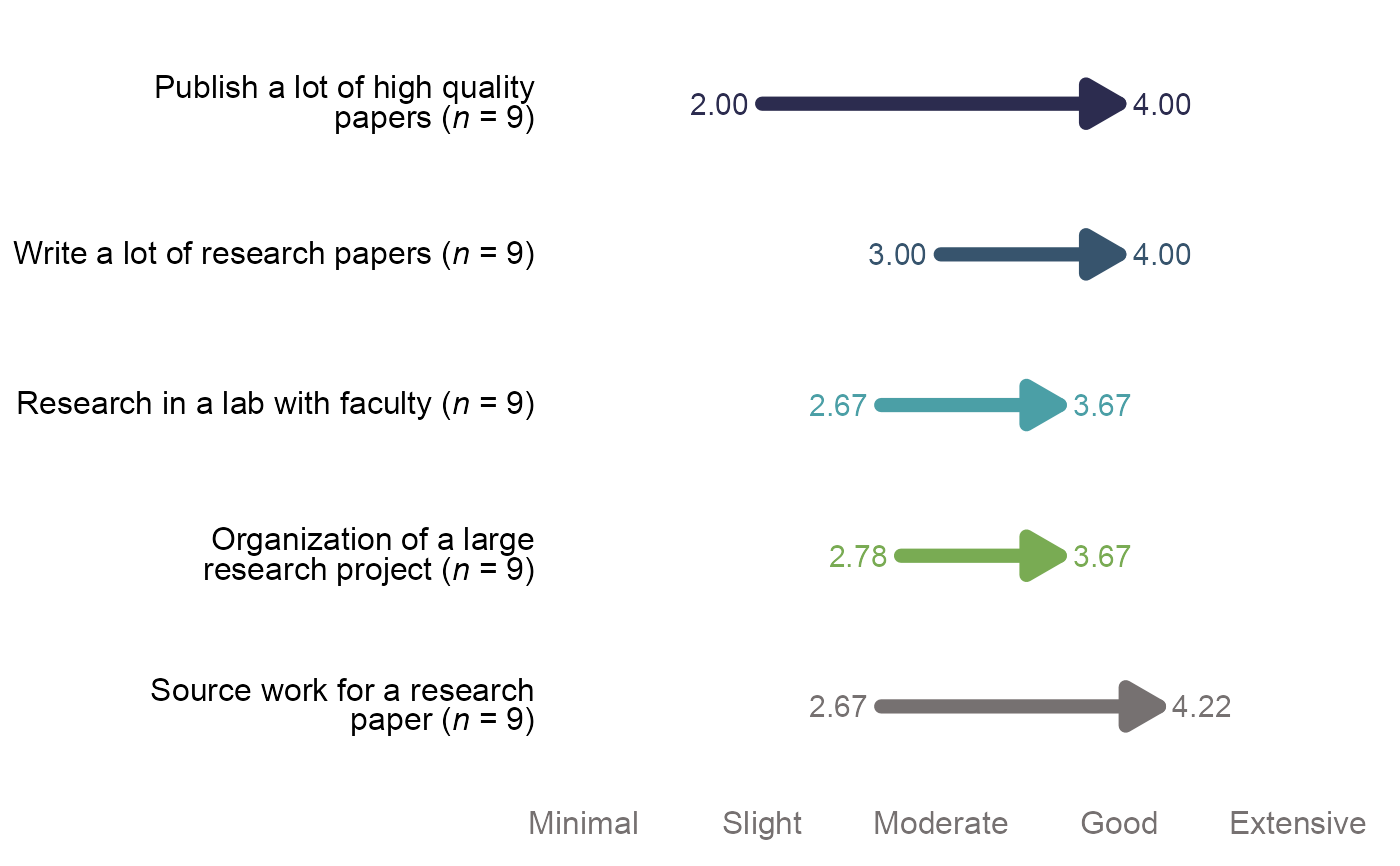 Publish a lot of high quality
papers (n = 9)
2.00
4.00
Write a lot of research papers (n = 9)
3.00
4.00
Research in a lab with faculty (n = 9)
2.67
3.67
Organization of a large
research project (n = 9)
2.78
3.67
Source work for a research
paper (n = 9)
2.67
4.22
Minimal
Slight
Moderate
Good
Extensive